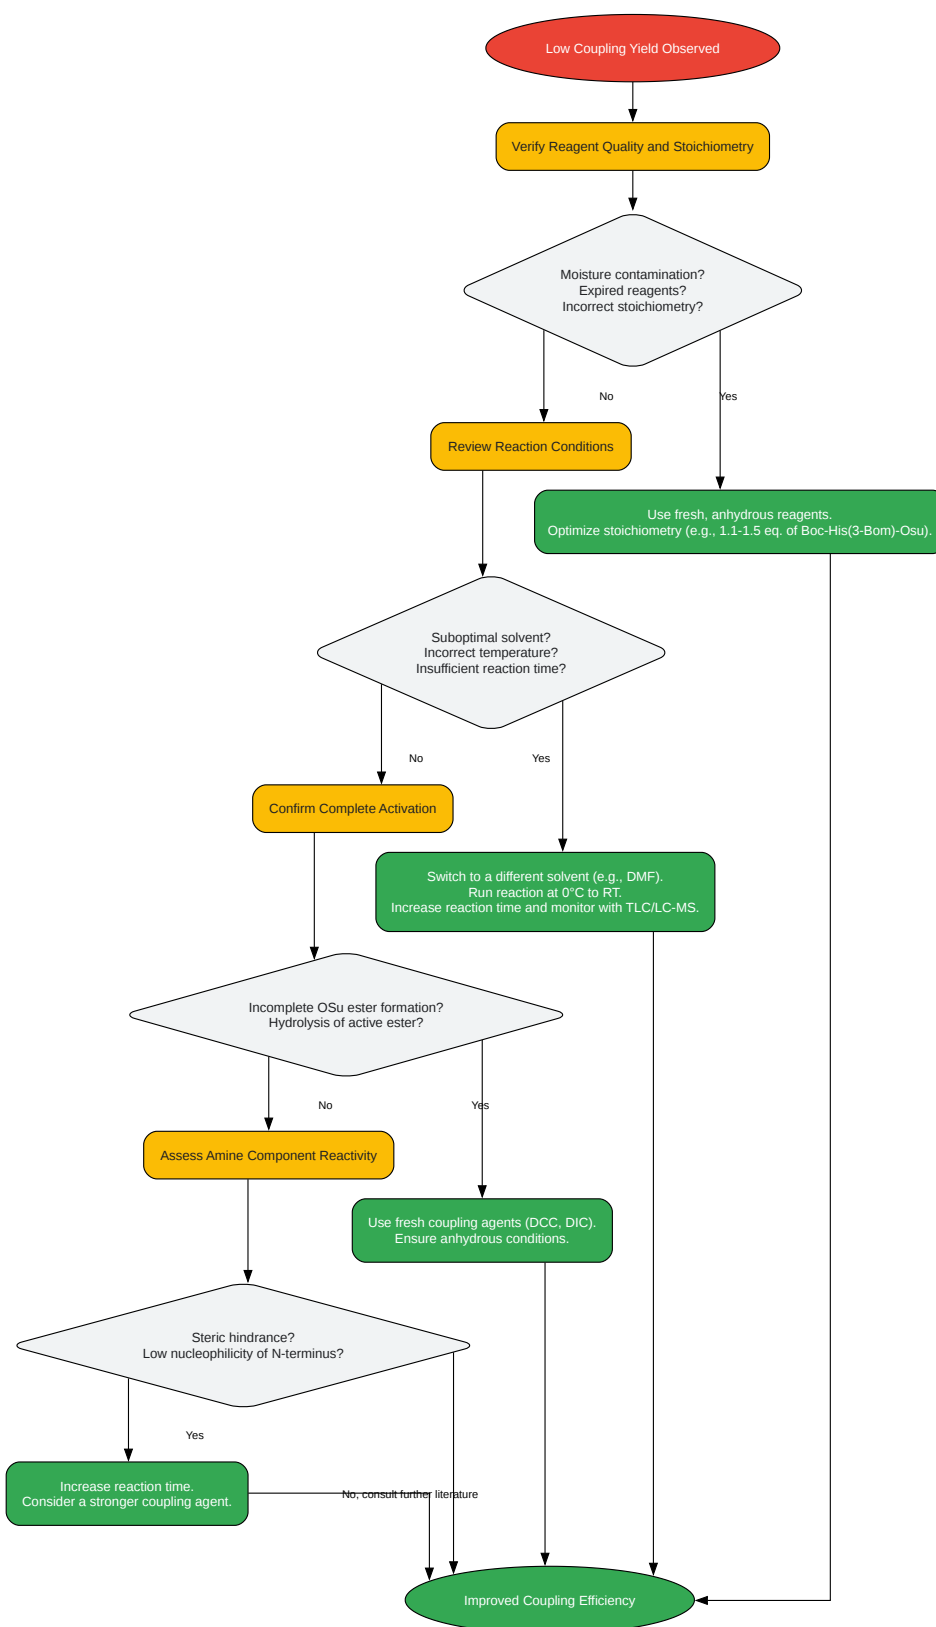 Low Coupling Yield Observed
Verify Reagent Quality and Stoichiometry
Moisture contamination?
Expired reagents?
Incorrect stoichiometry?
No
Yes
Review Reaction Conditions
Use fresh, anhydrous reagents.
Optimize stoichiometry (e.g., 1.1-1.5 eq. of Boc-His(3-Bom)-Osu).
Suboptimal solvent?
Incorrect temperature?
Insufficient reaction time?
No
Yes
Confirm Complete Activation
Switch to a different solvent (e.g., DMF).
Run reaction at 0°C to RT.
Increase reaction time and monitor with TLC/LC-MS.
Incomplete OSu ester formation?
Hydrolysis of active ester?
No
Yes
Assess Amine Component Reactivity
Use fresh coupling agents (DCC, DIC).
Ensure anhydrous conditions.
Steric hindrance?
Low nucleophilicity of N-terminus?
Yes
Increase reaction time.
Consider a stronger coupling agent.
No, consult further literature
Improved Coupling Efficiency